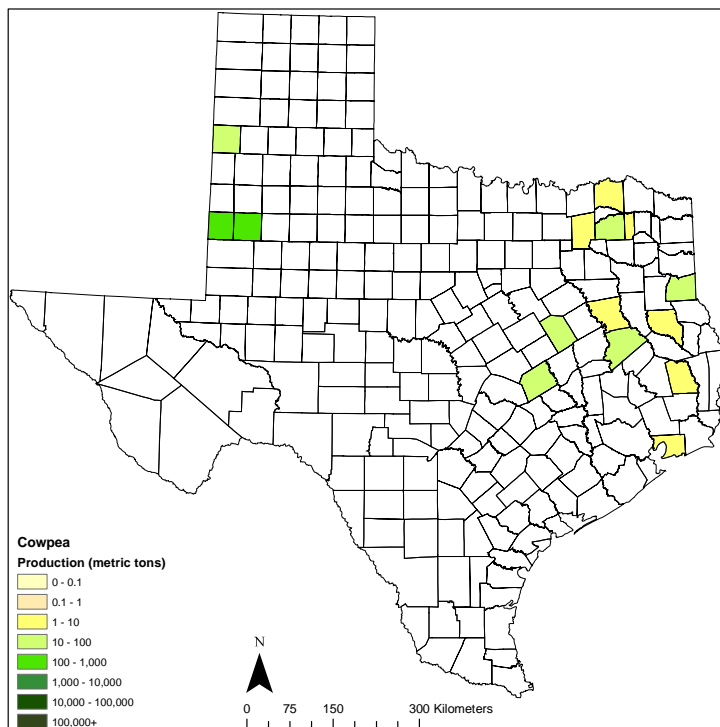 Cowpea
Production (metric tons)
0 - 0.1
0.1 - 1
1 - 10
10 - 100
100 - 1,000
1,000 - 10,000
10,000 - 100,000
100,000+
N
0 75 150 300 Kilometers